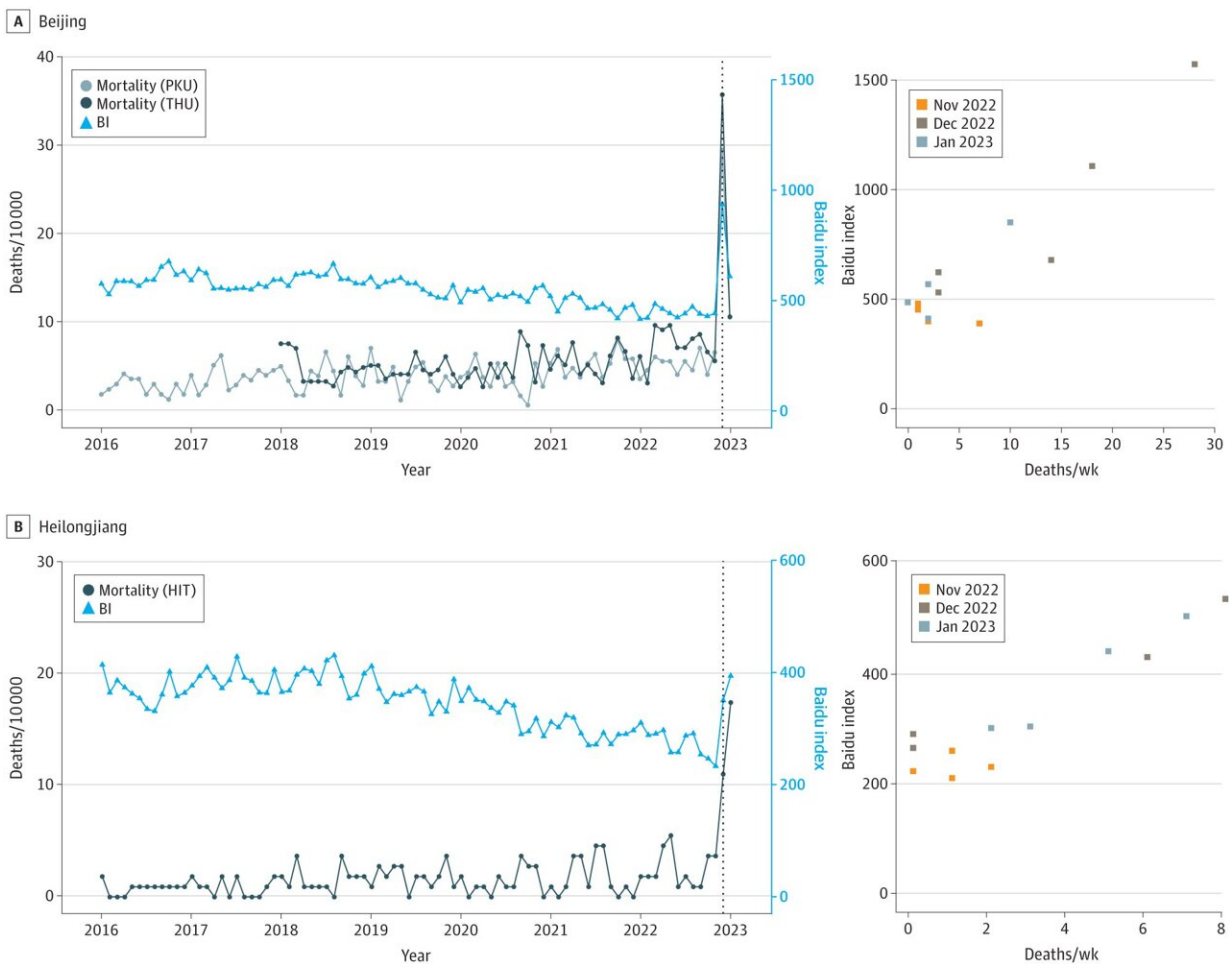 A Beijing
40
30
20
10
0
Deaths/10 000
Mortality (PKU)
Mortality (THU)
BI
1500
1000
500
0
Baidu index
2016 2017 2018 2019 2020 2021 2022 2023
Year
1500
1000
500
0
Baidu index
Nov 2022
Dec 2022
Jan 2023
0 5 10 15 20 25 30
Deaths/wk
B Heilongjiang
30
20
10
0
Deaths/10 000
Mortality (HIT)
BI
600
400
200
0
Baidu index
2016 2017 2018 2019 2020 2021 2022 2023
Year
600
400
200
0
Baidu index
Nov 2022
Dec 2022
Jan 2023
0 2 4 6 8
Deaths/wk